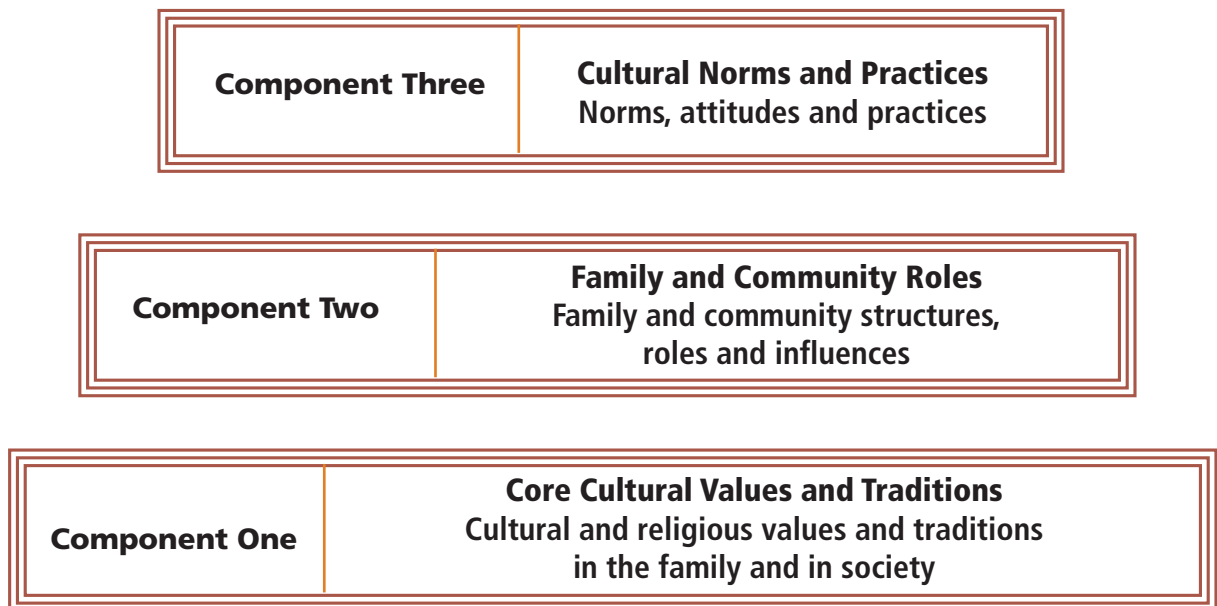 Component Three
Cultural Norms and Practices
Norms, attitudes and practices
Component Two
Family and Community Roles
Family and community structures,
roles and influences
Component One
Core Cultural Values and Traditions
Cultural and religious values and traditions
in the family and in society